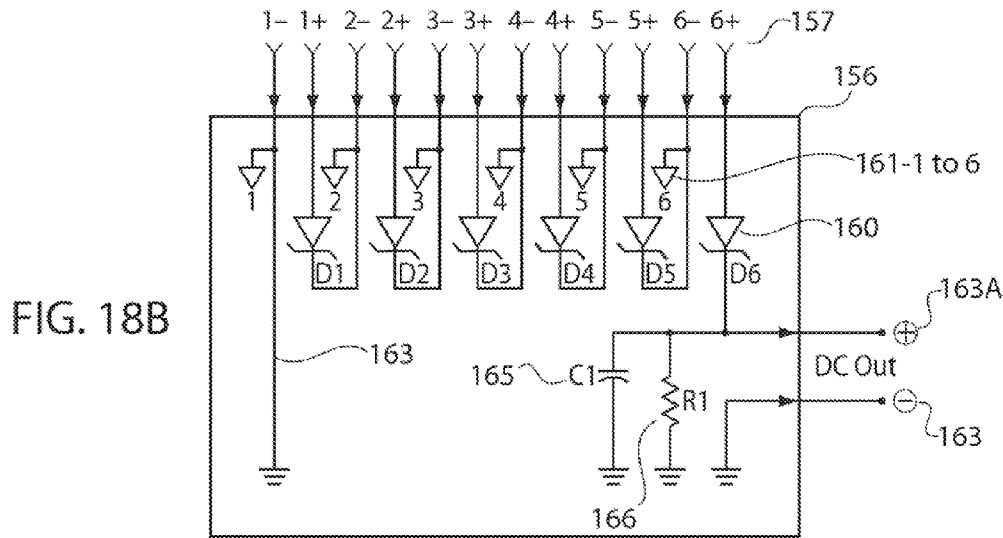 1− 1+ 2− 2+ 3− 3+ 4− 4+ 5− 5+ 6− 6+
157
156
161-1 to 6
1 2 3 4 5 6
160
D1 D2 D3 D4 D5 D6
FIG. 18B
163
163A
+
165 C1
R1
DC Out
−
163
166